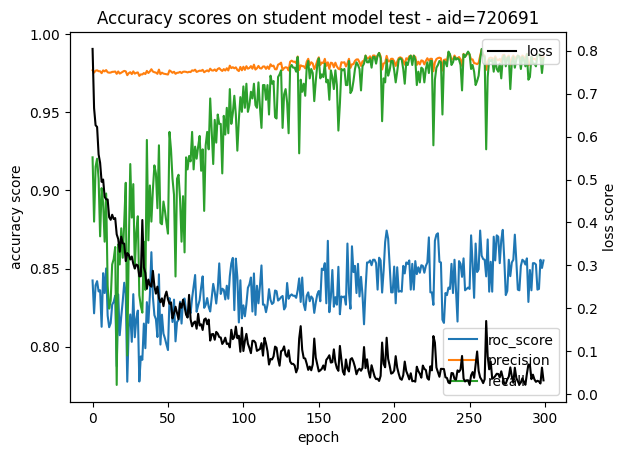 Accuracy scores on student model test - aid=720691
accuracy score
1.00
0.95
0.90
0.85
0.80
0.8
0.7
0.6
0.5
0.4
0.3
0.2
0.1
0.0
loss score
loss
roc_score
precision
recall
0 50 100 150 200 250 300
epoch